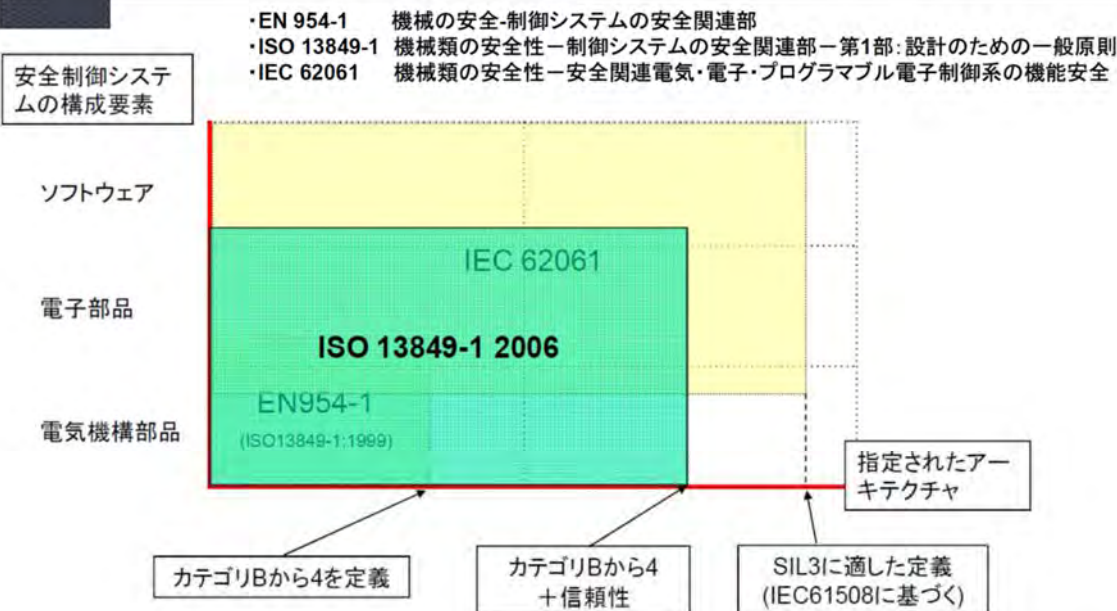 ・EN 954-1 機械の安全-制御システムの安全関連部
・ISO 13849-1 機械類の安全性－制御システムの安全関連部－第1部：設計のための一般原則
・IEC 62061 機械類の安全性－安全関連電気・電子・プログラマブル電子制御系の機能安全
安全制御システ
ムの構成要素
ソフトウェア
IEC 62061
電子部品
ISO 13849-1 2006
EN954-1
電気機構部品
(ISO13849-1:1999)
指定されたアー
キテクチャ
カテゴリBから4を定義
カテゴリBから4
＋信頼性
SIL3に適した定義
(IEC61508に基づく)